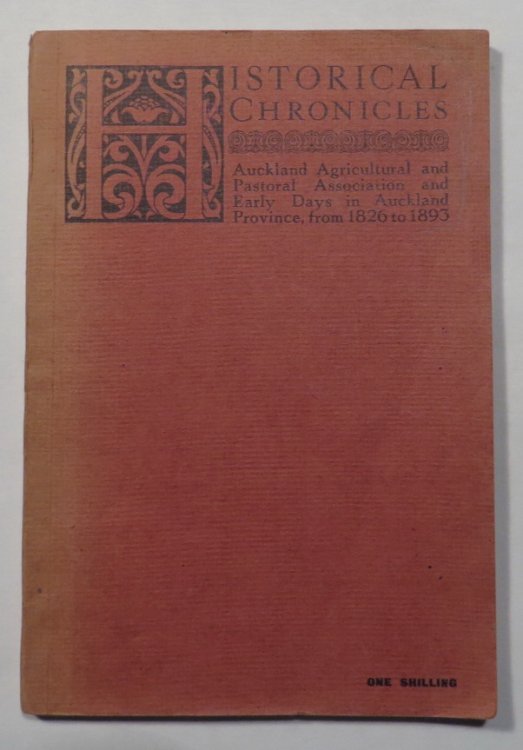 HISTORICAL
CHRONICLES
Auckland Agricultural and
Pastoral Association and
Early Days in Auckland
Province, from 1826 to 1893
ONE SHILLING